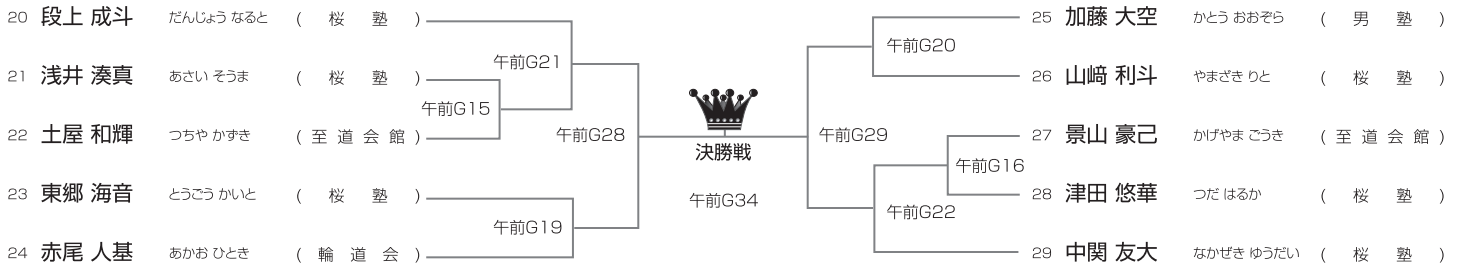 20 段上 成斗 だんじょう なると ( 桜 塾 )
21 浅井 湊真 あさい そうま ( 桜 塾 )
22 土屋 和輝 つちや かずき ( 至 道 会 館 )
23 東郷 海音 とうごう かいと ( 桜 塾 )
24 赤尾 人基 あかお ひとき ( 輪 道 会 )
午前G21
午前G15
午前G28
午前G19
決勝戦
午前G34
午前G20
午前G29
午前G16
午前G22
25 加藤 大空 かとう おおぞら ( 男 塾 )
26 山﨑 利斗 やまざき りと ( 桜 塾 )
27 景山 豪己 かげやま ごうき ( 至 道 会 館 )
28 津田 悠華 つだ はるか ( 桜 塾 )
29 中関 友大 なかぜき ゆうだい ( 桜 塾 )